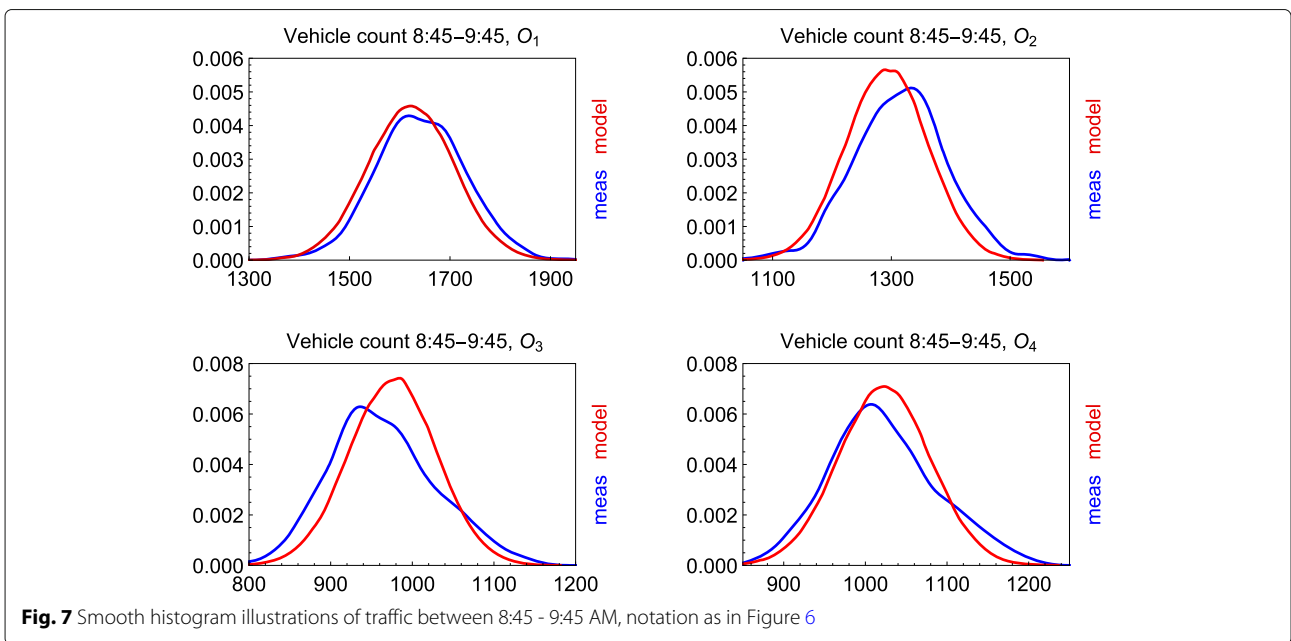 Vehicle count 8:45–9:45, O₁
0.006
0.005
0.004
0.003
0.002
0.001
0.000
1300 1500 1700 1900
meas model
Vehicle count 8:45–9:45, O₂
0.006
0.005
0.004
0.003
0.002
0.001
0.000
1100 1300 1500
meas model
Vehicle count 8:45–9:45, O₃
0.008
0.006
0.004
0.002
0.000
800 900 1000 1100 1200
meas model
Vehicle count 8:45–9:45, O₄
0.008
0.006
0.004
0.002
0.000
900 1000 1100 1200
meas model
Fig. 7 Smooth histogram illustrations of traffic between 8:45 - 9:45 AM, notation as in Figure 6